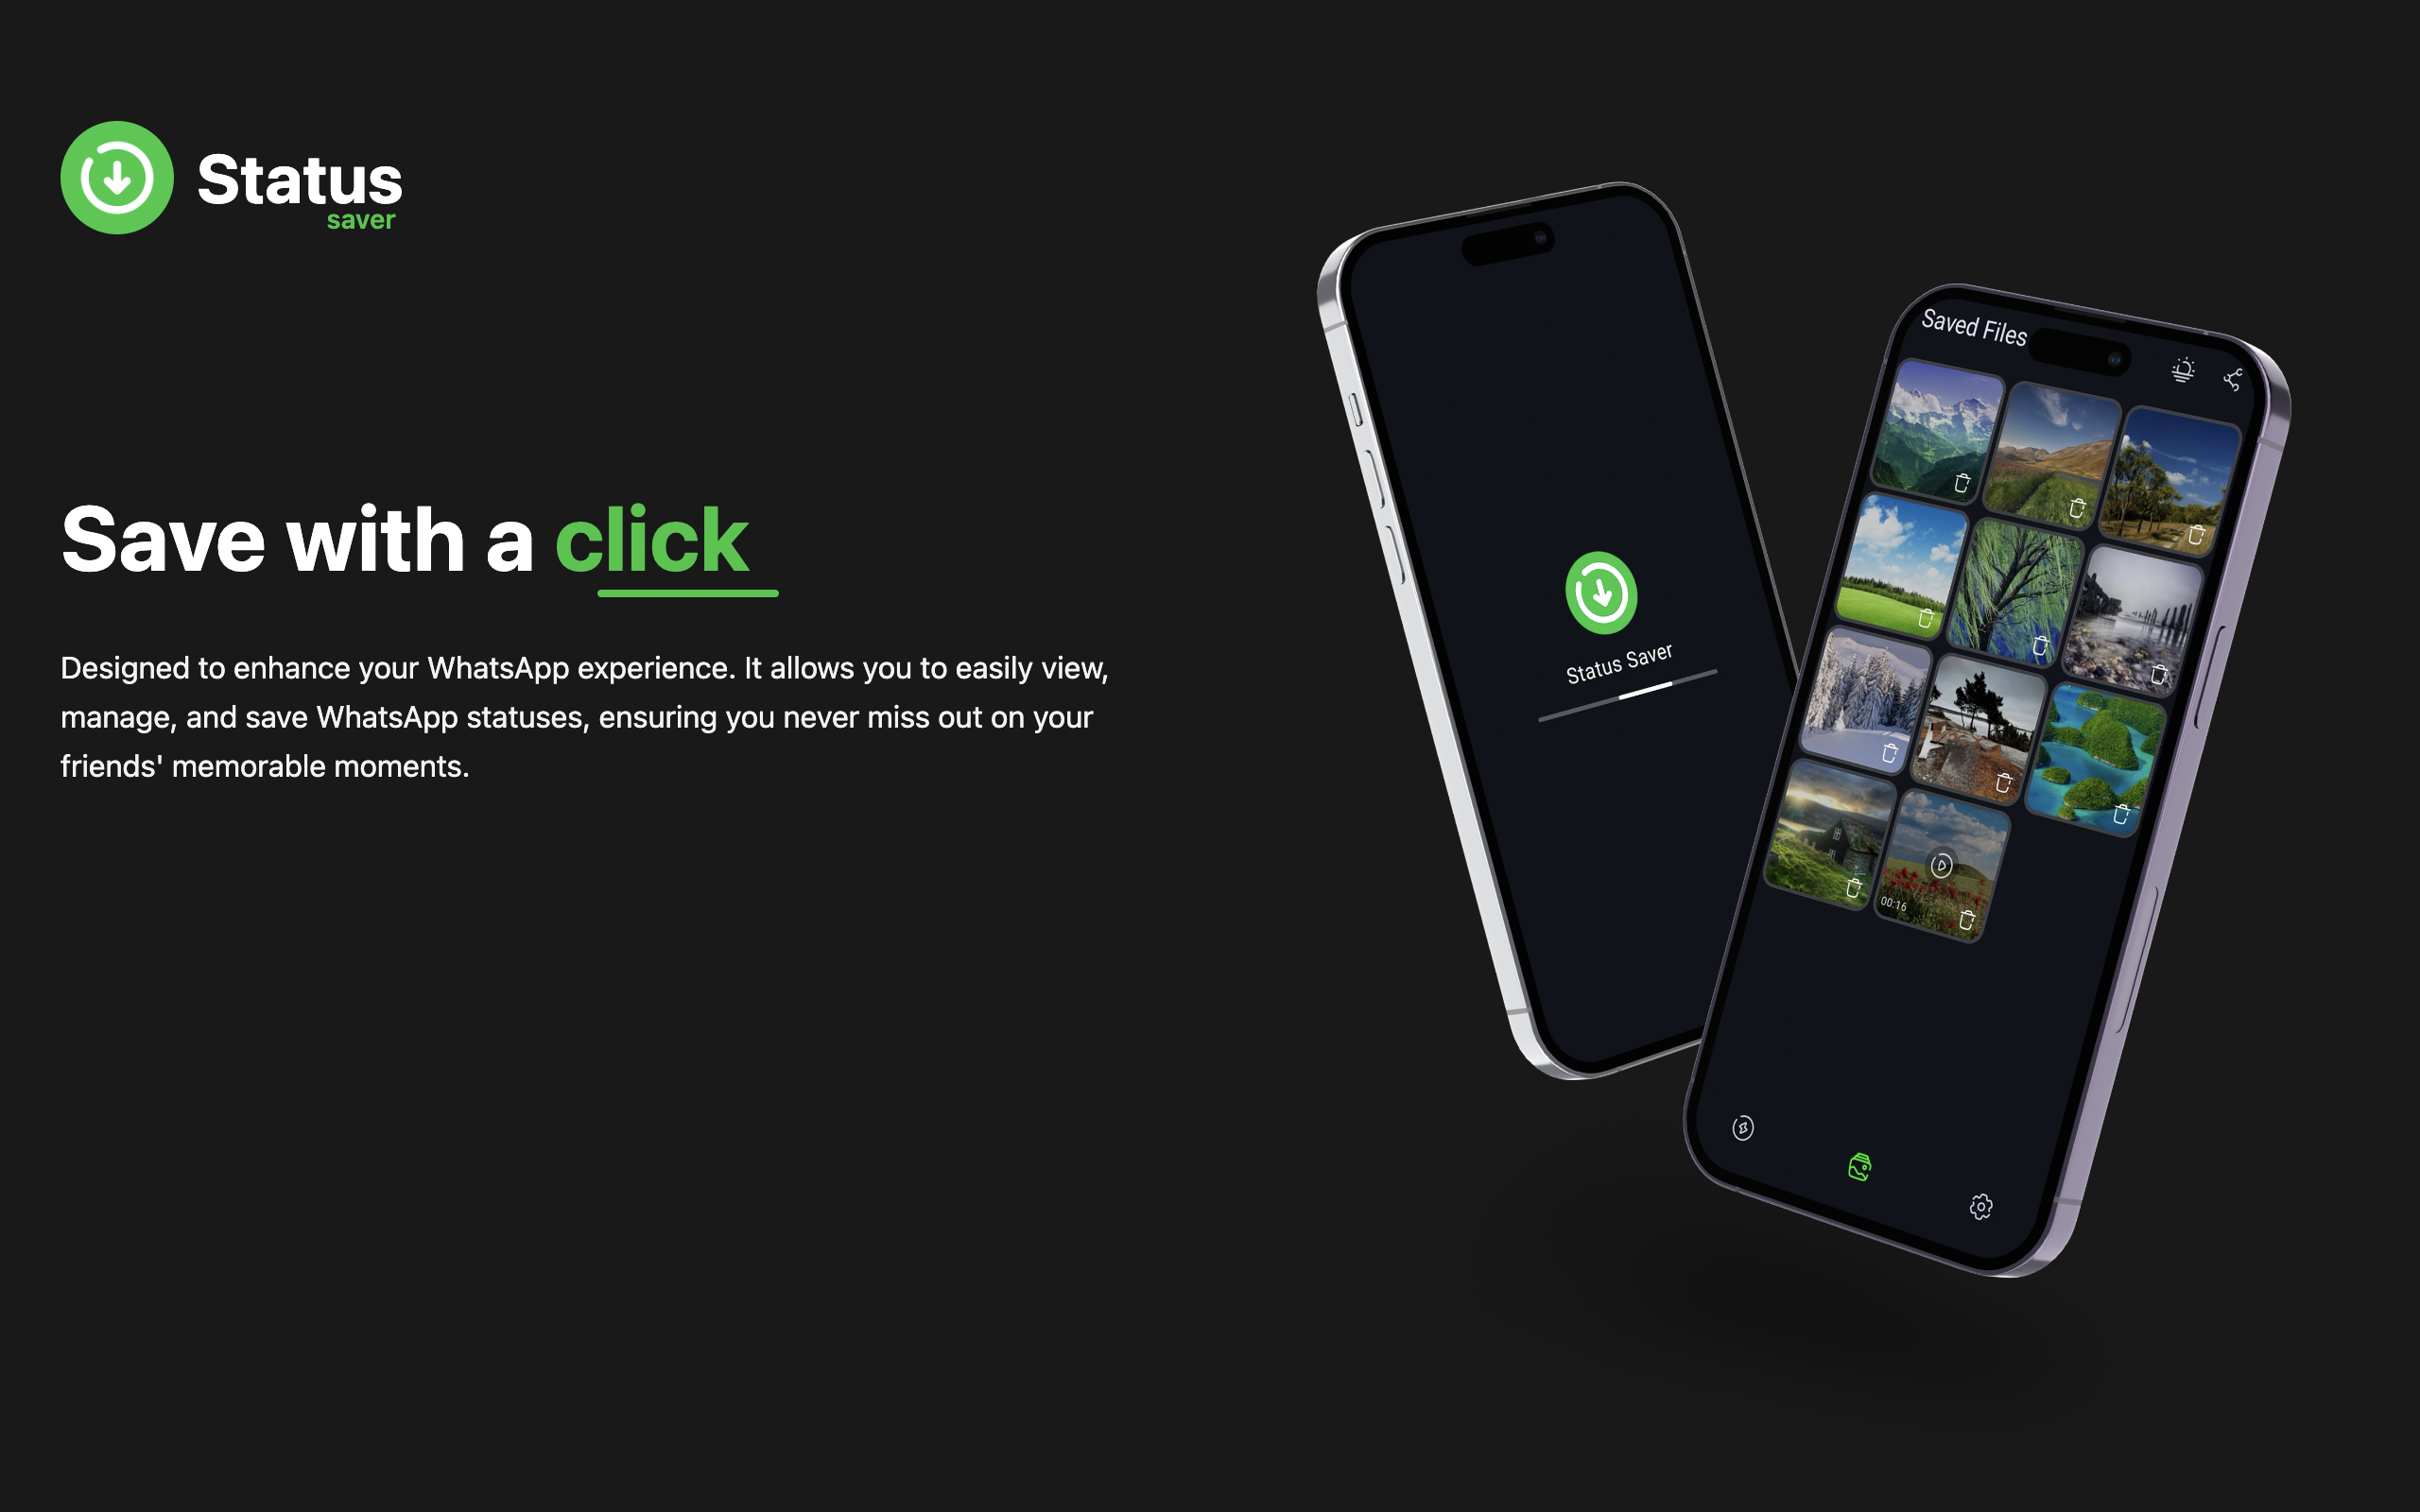 Status
saver
Save with a click
Designed to enhance your WhatsApp experience. It allows you to easily view,
manage, and save WhatsApp statuses, ensuring you never miss out on your
friends' memorable moments.
Status Saver
Saved Files
00:16